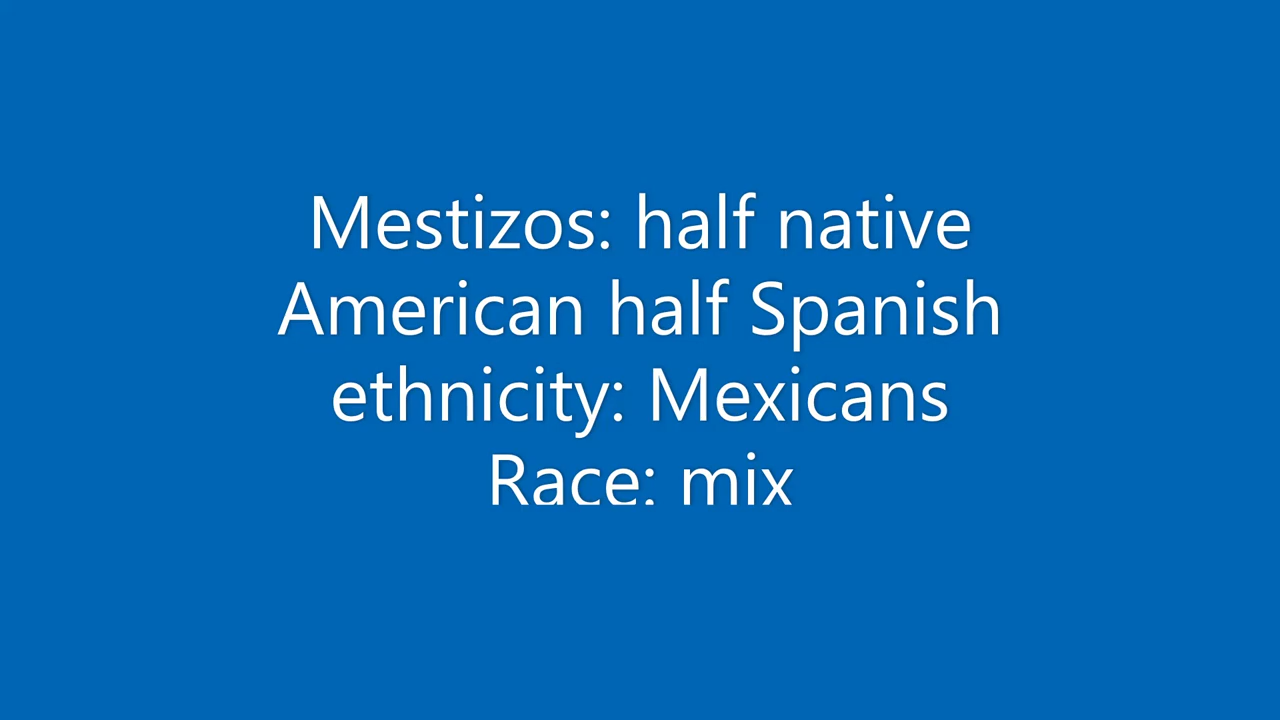 Mestizos: half native
American half Spanish
ethnicity: Mexicans
Race: mix